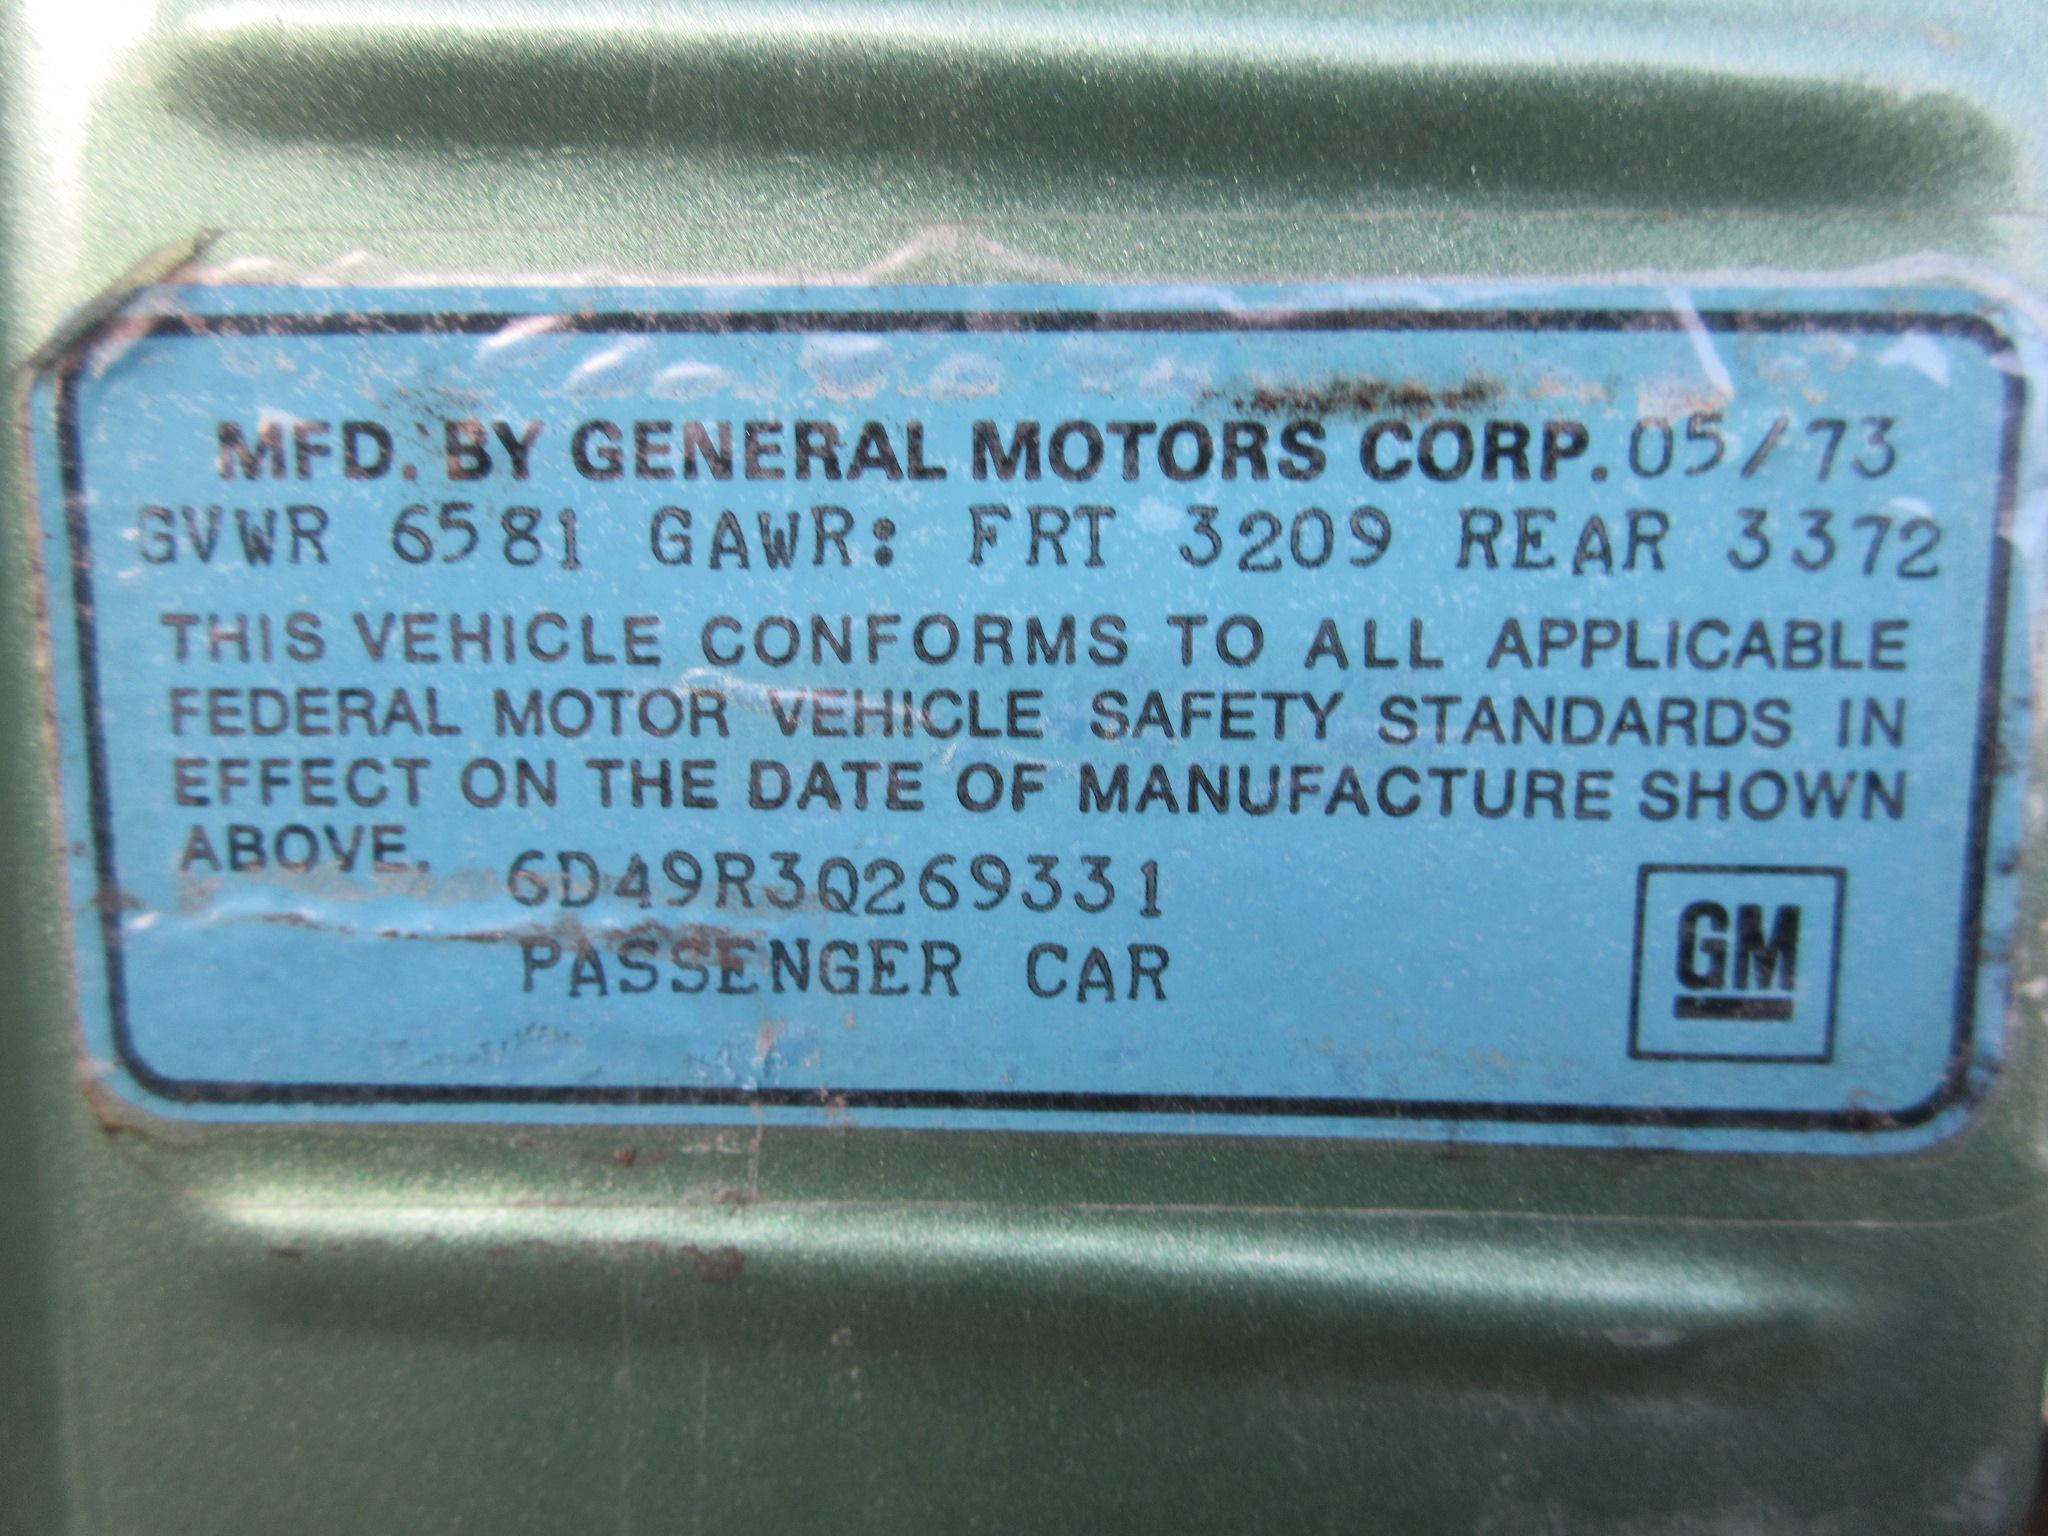 MFD. BY GENERAL MOTORS CORP. 05/73
GVWR 6581 GAWR: FRT 3209 REAR 3372
THIS VEHICLE CONFORMS TO ALL APPLICABLE
FEDERAL MOTOR VEHICLE SAFETY STANDARDS IN
EFFECT ON THE DATE OF MANUFACTURE SHOWN
ABOVE. 6D49R3Q269331
PASSENGER CAR
GM